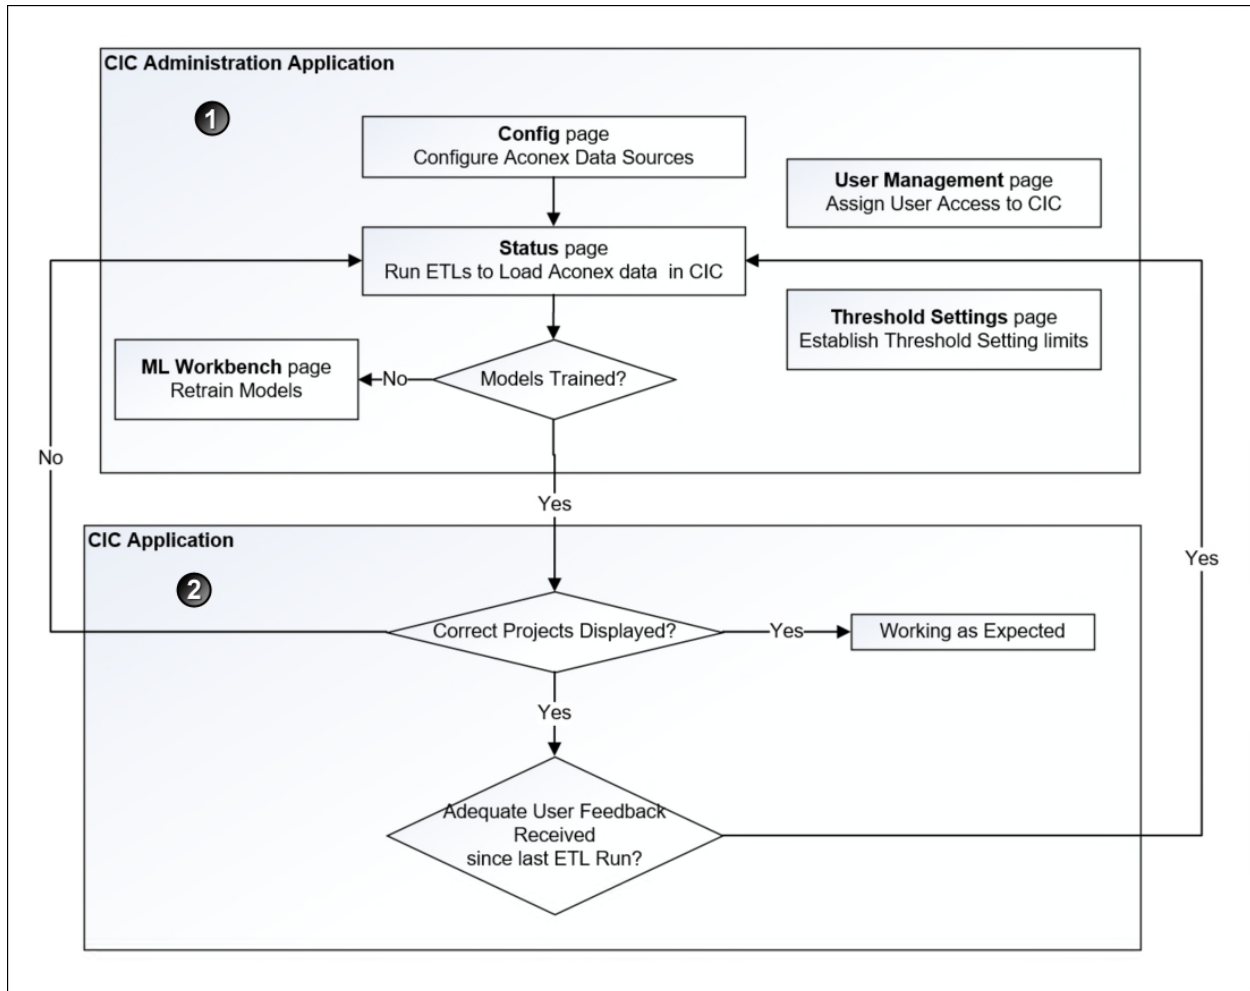 CIC Administration Application
1
Config page
Configure Aconex Data Sources
User Management page
Assign User Access to CIC
Status page
Run ETLs to Load Aconex data in CIC
Threshold Settings page
Establish Threshold Setting limits
ML Workbench page
Retrain Models
No
Models Trained?
No
Yes
CIC Application
2
Yes
Correct Projects Displayed?
Yes
Working as Expected
Yes
Adequate User Feedback
Received
since last ETL Run?